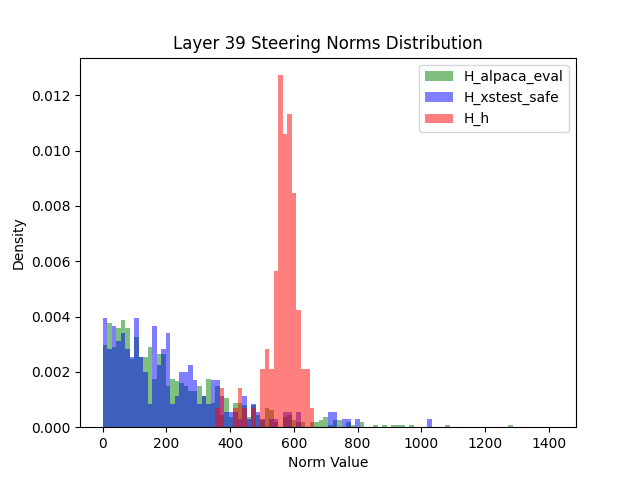 Layer 39 Steering Norms Distribution
H_alpaca_eval
H_xstest_safe
H_h
0.012
0.010
0.008
0.006
0.004
0.002
0.000
Density
0 200 400 600 800 1000 1200 1400
Norm Value